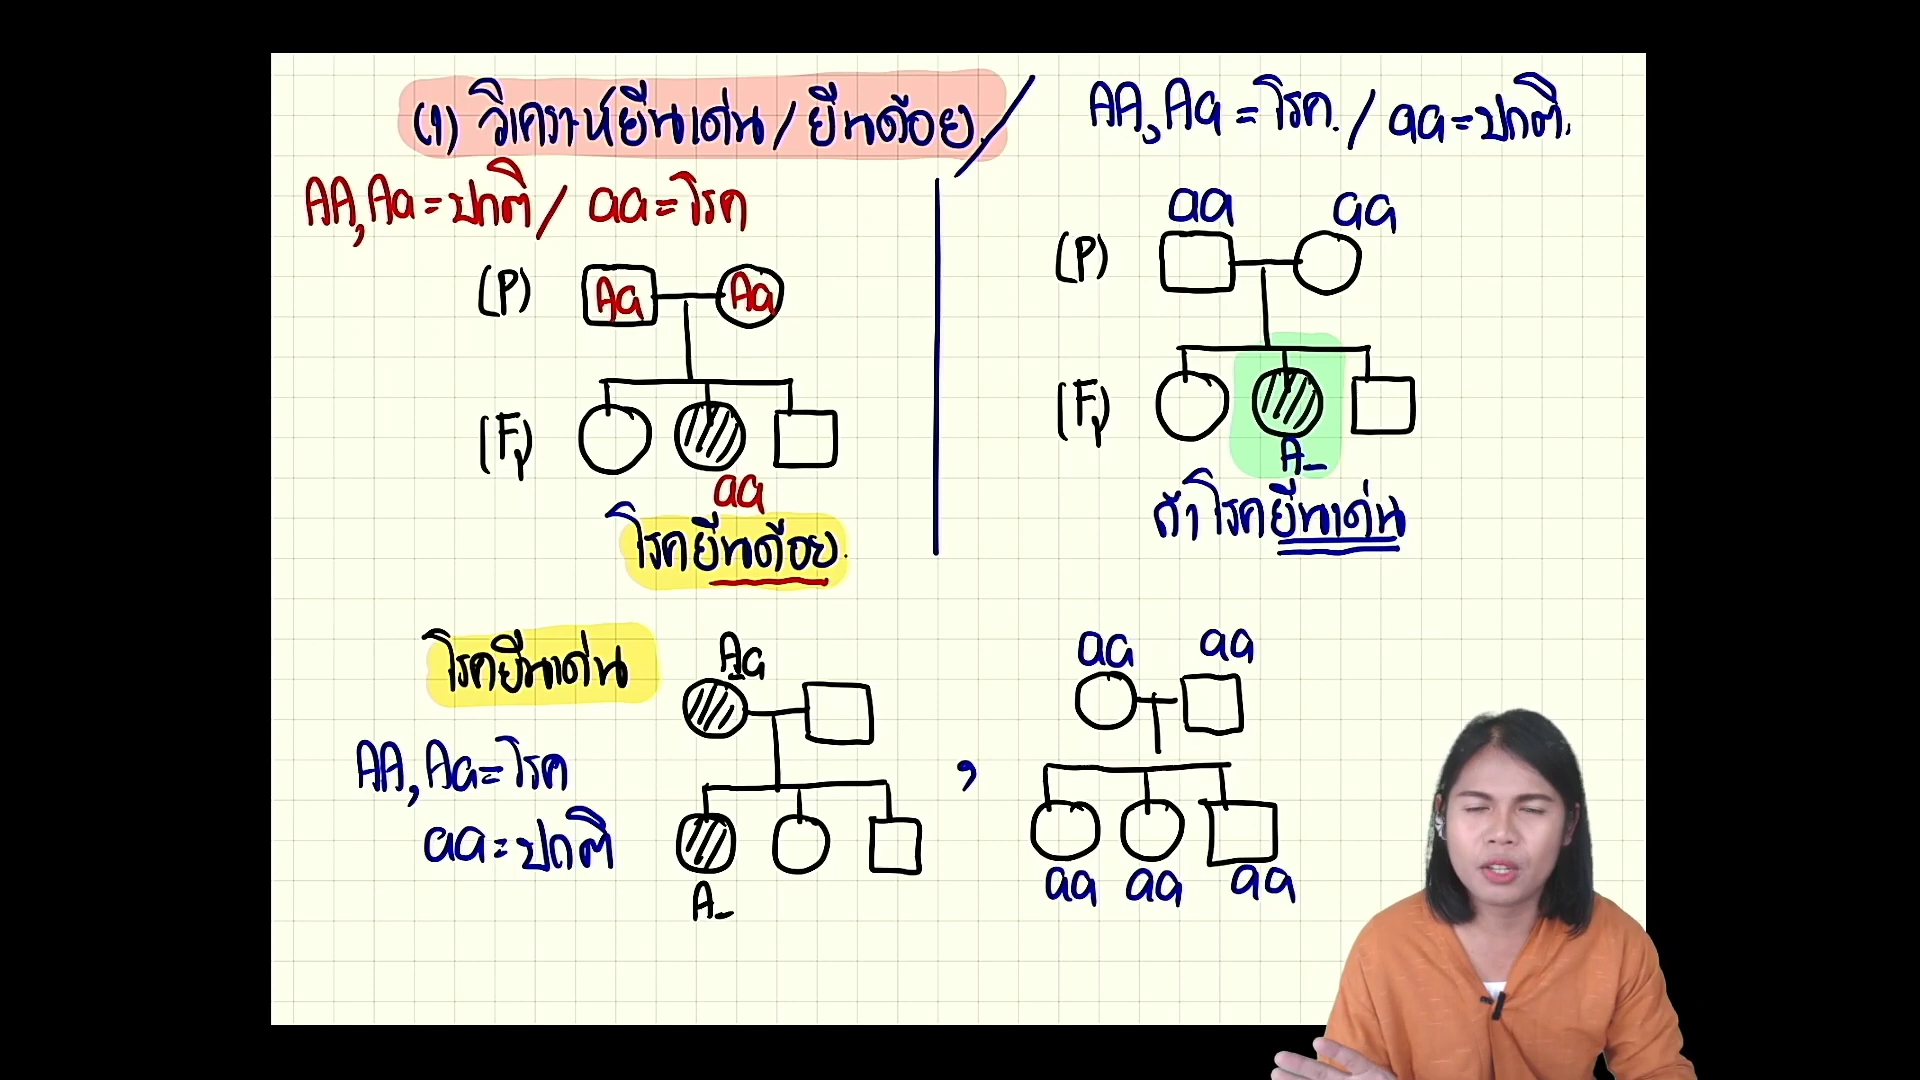 (1) วิเคราะห์ยีนเด่น/ยีนด้อย /
AA, Aa = โรค. / aa = ปกติ.
AA, Aa = ปกติ / aa = โรค
(P) Aa Aa
(F1)
aa
โรคยีนด้อย.
aa aa
(P)
(F1)
A_
ถ้าโรคยีนเด่น
โรคยีนเด่น
AA, Aa = โรค
aa = ปกติ
Aa
A_
,
aa aa
aa aa aa